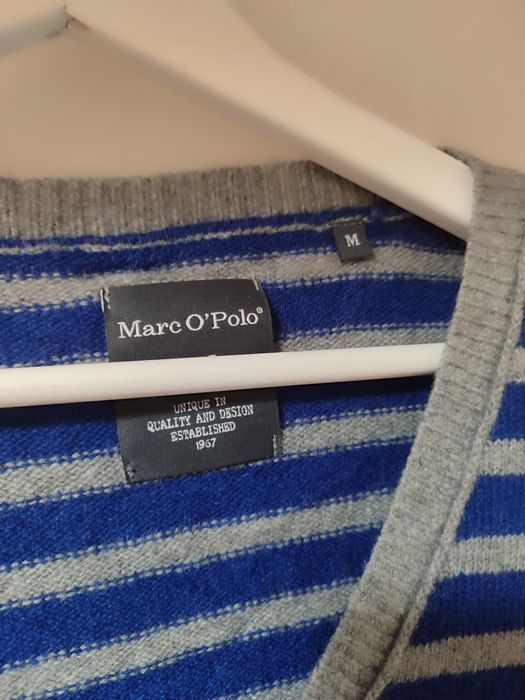 M
Marc O'Polo®
UNIQUE IN
QUALITY AND DESIGN
ESTABLISHED
1967